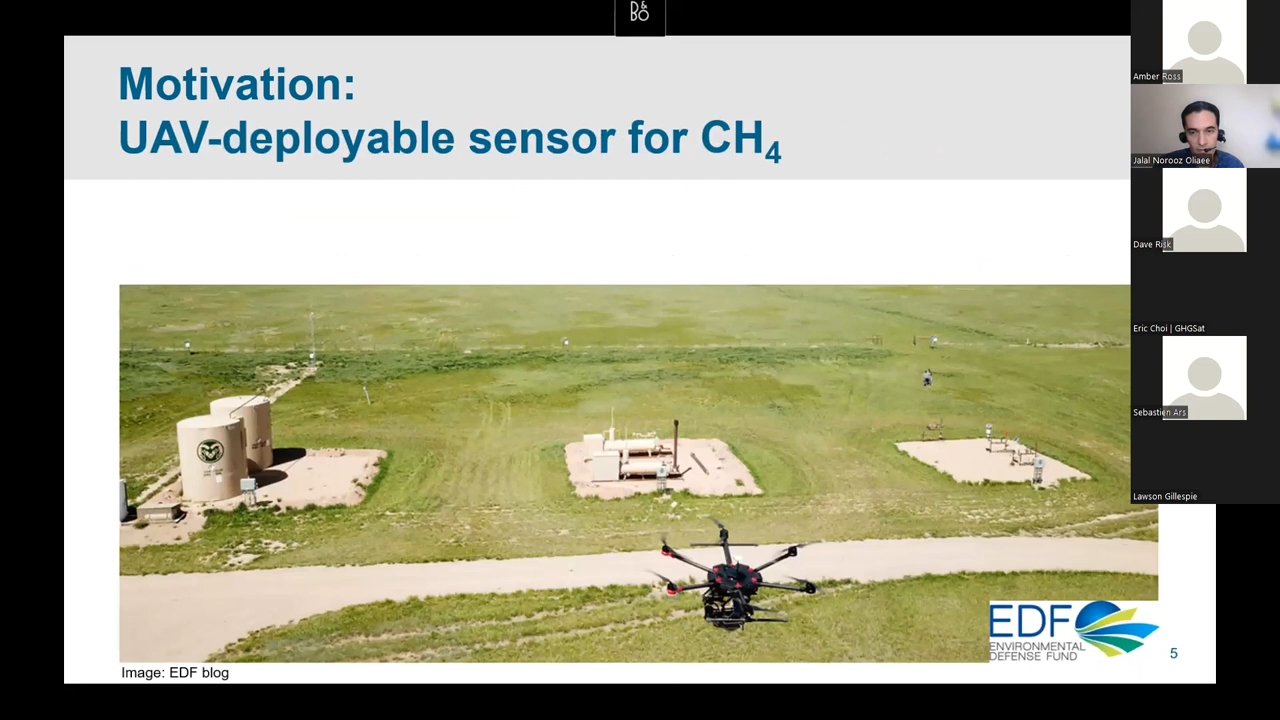 B&
BO
Motivation:
UAV-deployable sensor for CH₄
Amber Ross
Jalal Norooz Oliaee
Dave Risk
Eric Choi | GHGSat
Sebastien Ars
Lawson Gillespie
EDF
ENVIRONMENTAL
DEFENSE FUND
5
Image: EDF blog